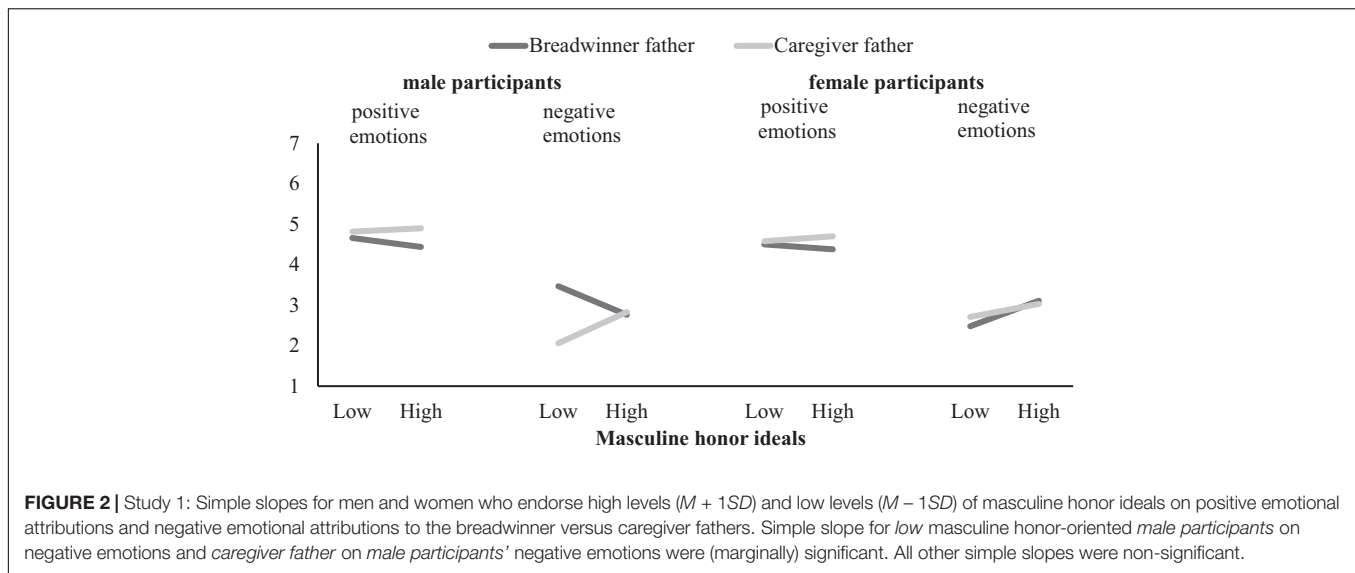 Breadwinner father Caregiver father
male participants female participants
positive emotions negative emotions positive emotions negative emotions
7
6
5
4
3
2
1
Low High Low High Low High Low High
Masculine honor ideals
FIGURE 2 | Study 1: Simple slopes for men and women who endorse high levels (M + 1SD) and low levels (M – 1SD) of masculine honor ideals on positive emotional
attributions and negative emotional attributions to the breadwinner versus caregiver fathers. Simple slope for low masculine honor-oriented male participants on
negative emotions and caregiver father on male participants’ negative emotions were (marginally) significant. All other simple slopes were non-significant.